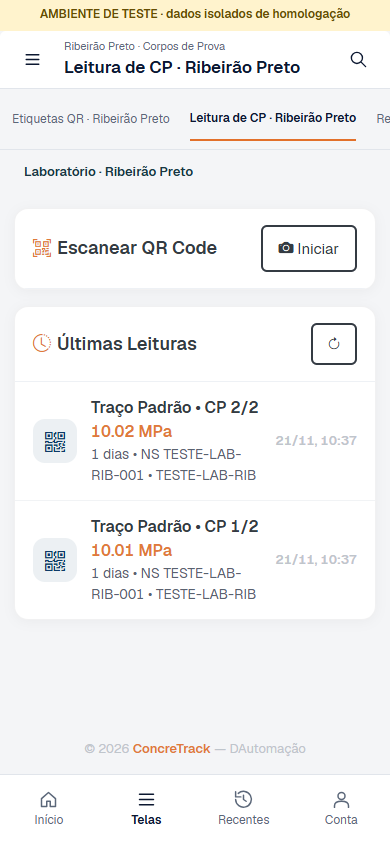 AMBIENTE DE TESTE · dados isolados de homologação
Ribeirão Preto · Corpos de Prova
Leitura de CP · Ribeirão Preto
Etiquetas QR · Ribeirão Preto
Leitura de CP · Ribeirão Preto
Re
Laboratório · Ribeirão Preto
Escanear QR Code
Iniciar
Últimas Leituras
Traço Padrão • CP 2/2
10.02 MPa
1 dias • NS TESTE-LAB-
RIB-001 • TESTE-LAB-RIB
21/11, 10:37
Traço Padrão • CP 1/2
10.01 MPa
1 dias • NS TESTE-LAB-
RIB-001 • TESTE-LAB-RIB
21/11, 10:37
© 2026 ConcreTrack — DAutomação
Início
Telas
Recentes
Conta